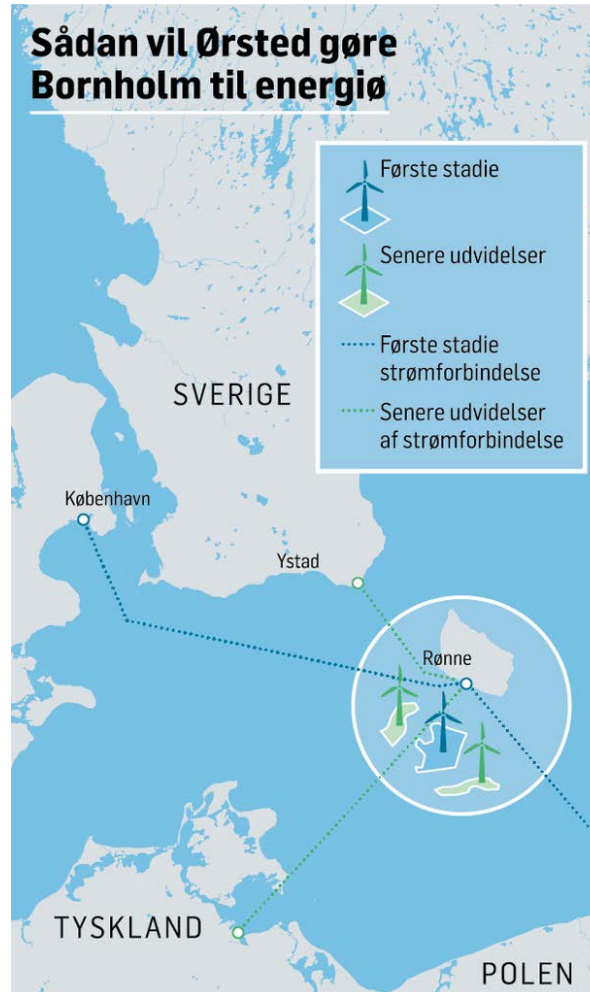 Sådan vil Ørsted gøre
Bornholm til energiø
Første stadie
Senere udvidelser
Første stadie
strømforbindelse
Senere udvidelser
af strømforbindelse
SVERIGE
København
Ystad
Rønne
TYSKLAND
POLEN